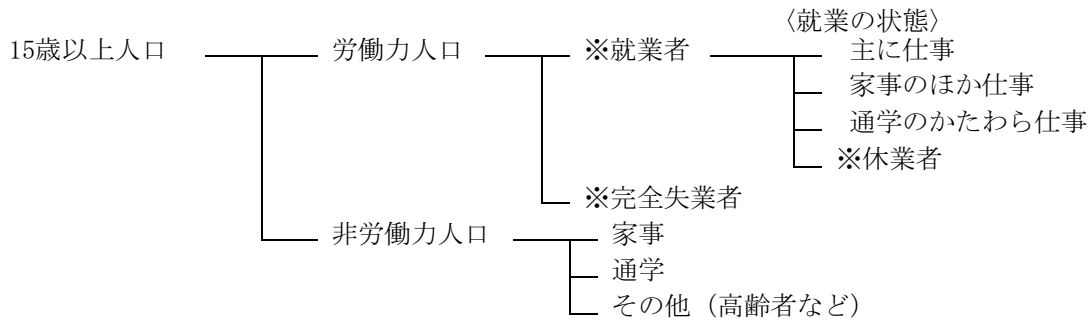 〈就業の状態〉
15歳以上人口 労働力人口 ※就業者 主に仕事
家事のほか仕事
通学のかたわら仕事
※休業者
※完全失業者
非労働力人口 家事
通学
その他（高齢者など）